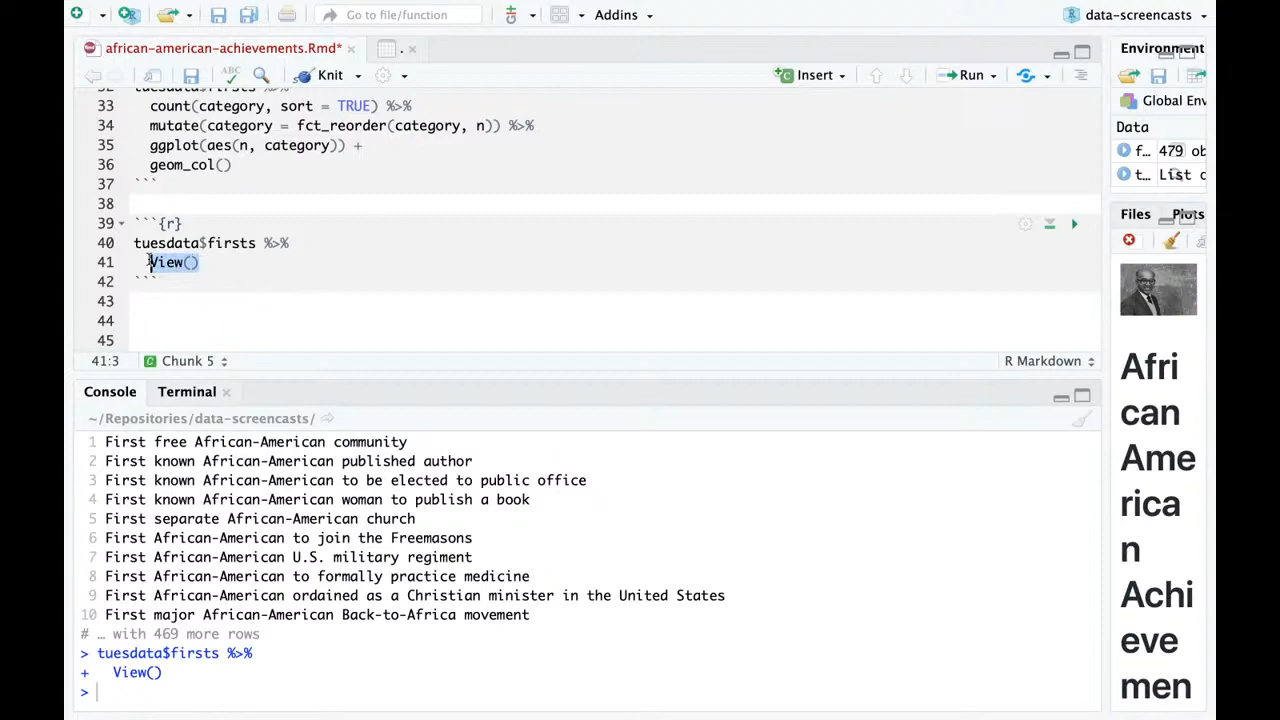 Go to file/function
Addins
data-screencasts
african-american-achievements.Rmd*
.
ABC
Knit
Insert
Run
tuesdata$firsts %>%
33 count(category, sort = TRUE) %>%
34 mutate(category = fct_reorder(category, n)) %>%
35 ggplot(aes(n, category)) +
36 geom_col()
37 ```
38
39 ```{r}
40 tuesdata$firsts %>%
41 View()
42 ```
43
44
45
41:3 Chunk 5 R Markdown
Console Terminal
~/Repositories/data-screencasts/
1 First free African-American community
2 First known African-American published author
3 First known African-American to be elected to public office
4 First known African-American woman to publish a book
5 First separate African-American church
6 First African-American to join the Freemasons
7 First African-American U.S. military regiment
8 First African-American to formally practice medicine
9 First African-American ordained as a Christian minister in the United States
10 First major African-American Back-to-Africa movement
# … with 469 more rows
> tuesdata$firsts %>%
+ View()
>
Environment
Global Env
Data
f… 479 ob
t… List o
Files Plots
Afri
can
Ame
rica
n
Achi
eve
men